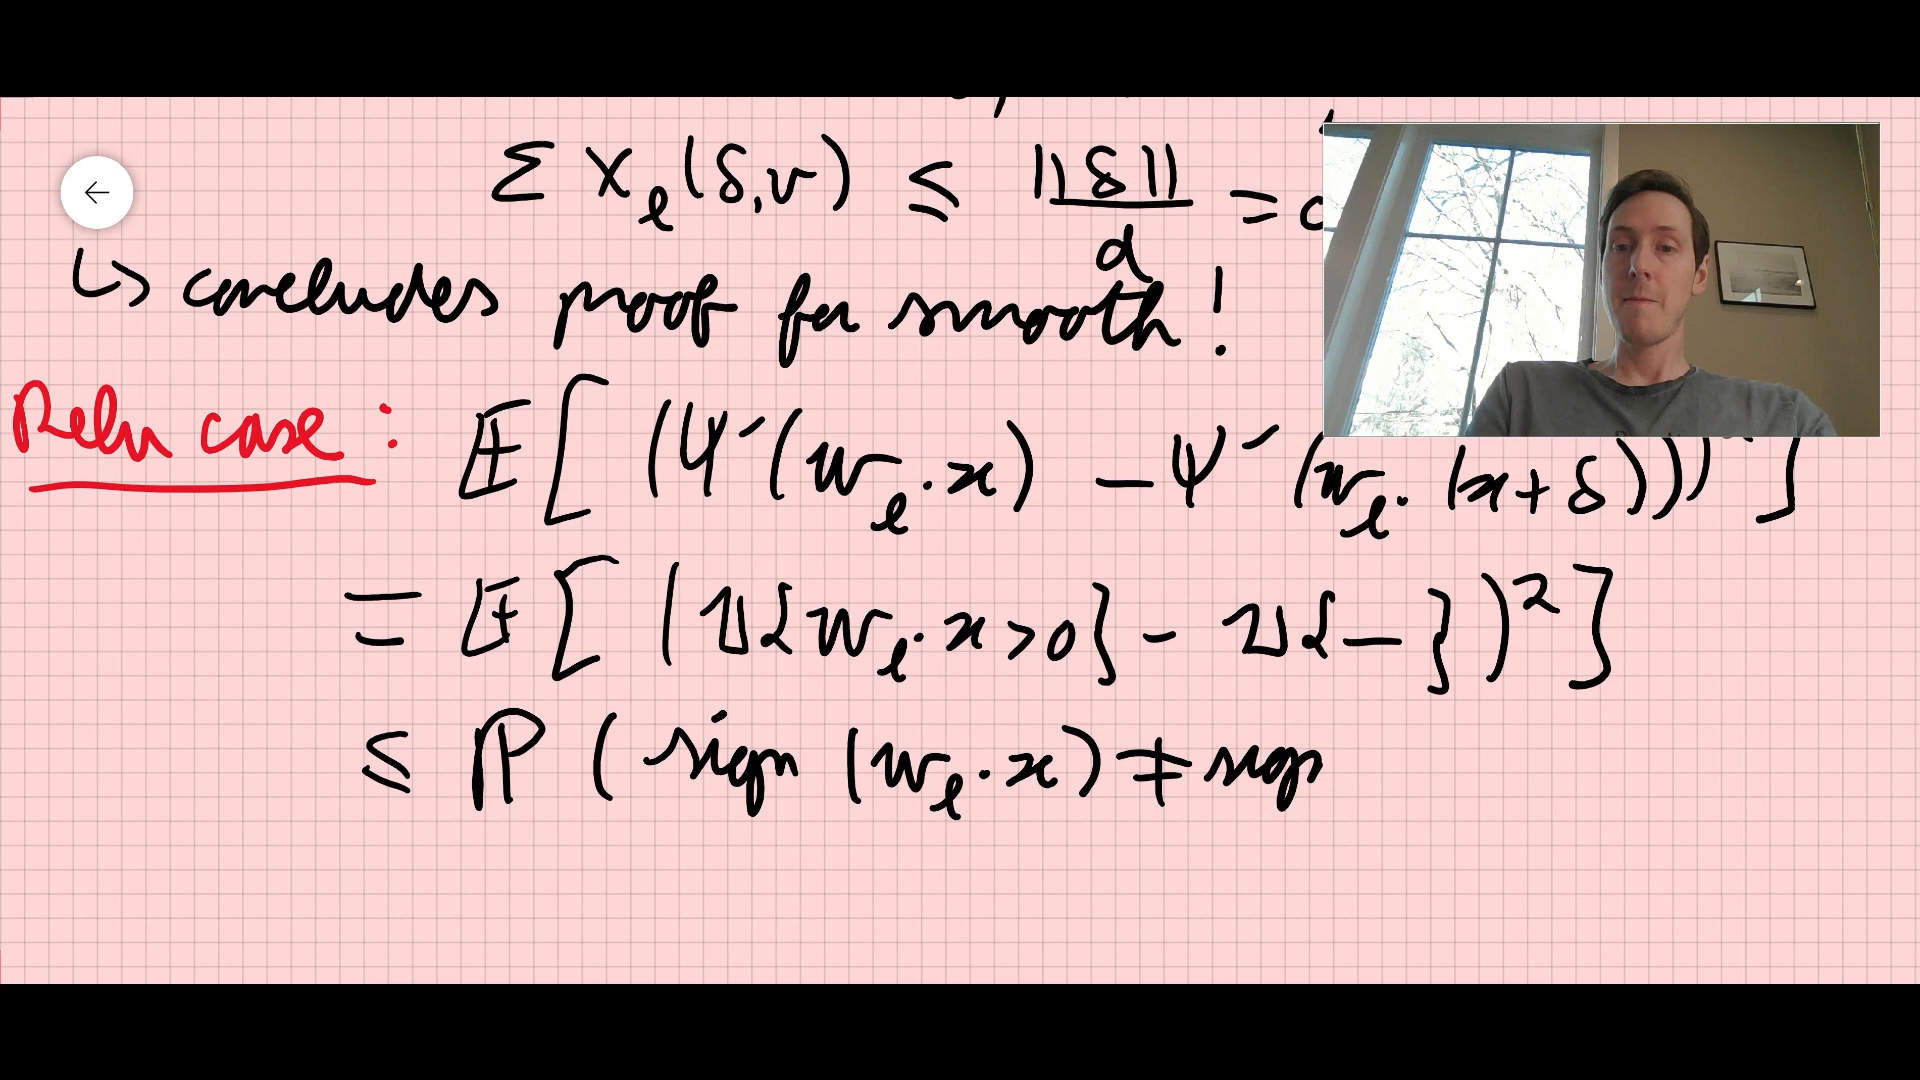 Σ X_ℓ(δ,v) ≤ ||δ||/d =
↳ concludes proof for smooth!
Relu case: 𝔼[(ψ'(w_ℓ·x) − ψ'(w_ℓ·(x+δ)))²]
= 𝔼[(𝟙{w_ℓ·x>0} − 𝟙{—})²]
≤ ℙ(sign(w_ℓ·x) ≠ sign